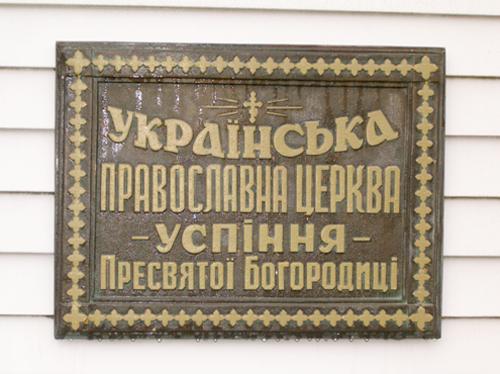 УКРАЇНСЬКА
ПРАВОСЛАВНА ЦЕРКВА
- УСПІННЯ -
ПРЕСВЯТОЇ БОГОРОДИЦІ